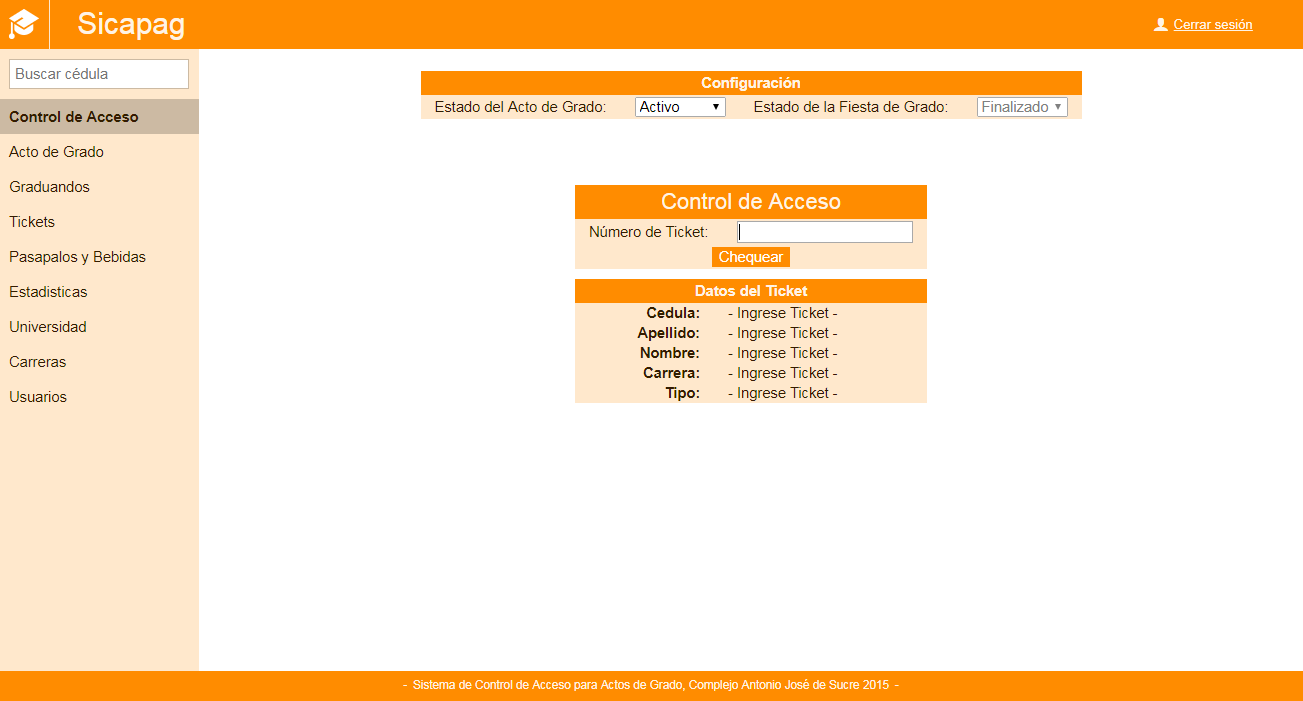 Sicapag
Cerrar sesión
Buscar cédula
Control de Acceso
Acto de Grado
Graduandos
Tickets
Pasapalos y Bebidas
Estadisticas
Universidad
Carreras
Usuarios
Configuración
Estado del Acto de Grado: Activo Estado de la Fiesta de Grado: Finalizado
Control de Acceso
Número de Ticket:
Chequear
Datos del Ticket
Cedula: - Ingrese Ticket -
Apellido: - Ingrese Ticket -
Nombre: - Ingrese Ticket -
Carrera: - Ingrese Ticket -
Tipo: - Ingrese Ticket -
- Sistema de Control de Acceso para Actos de Grado, Complejo Antonio José de Sucre 2015 -